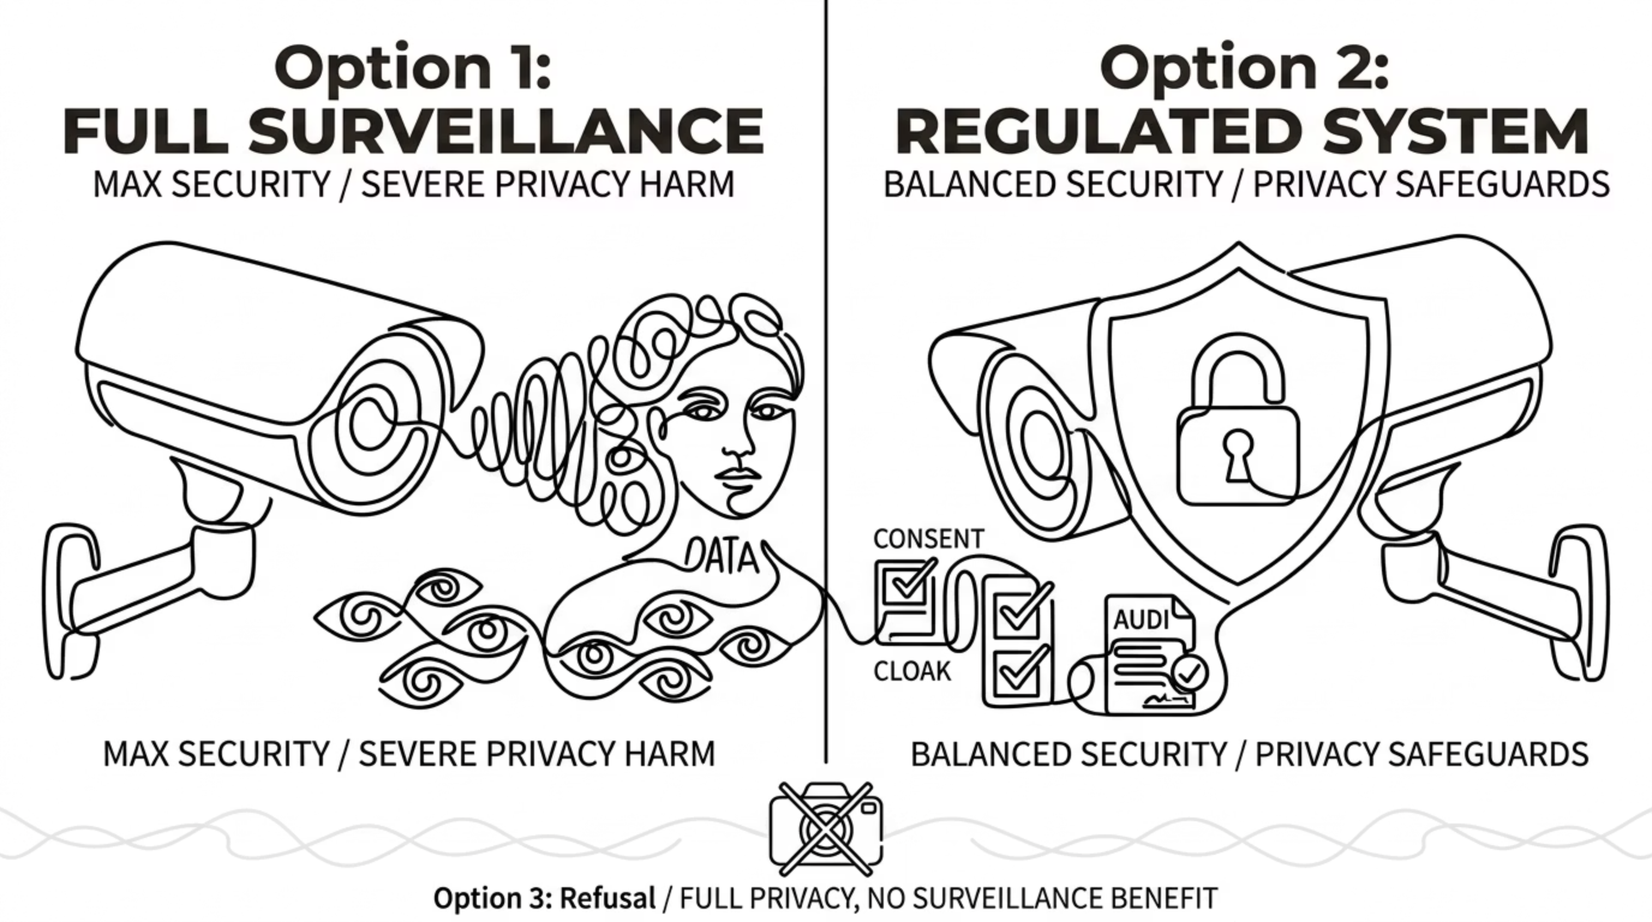 Option 1:
FULL SURVEILLANCE
MAX SECURITY / SEVERE PRIVACY HARM
DATA
MAX SECURITY / SEVERE PRIVACY HARM
Option 2:
REGULATED SYSTEM
BALANCED SECURITY / PRIVACY SAFEGUARDS
CONSENT
CLOAK
AUDI
BALANCED SECURITY / PRIVACY SAFEGUARDS
Option 3: Refusal / FULL PRIVACY, NO SURVEILLANCE BENEFIT